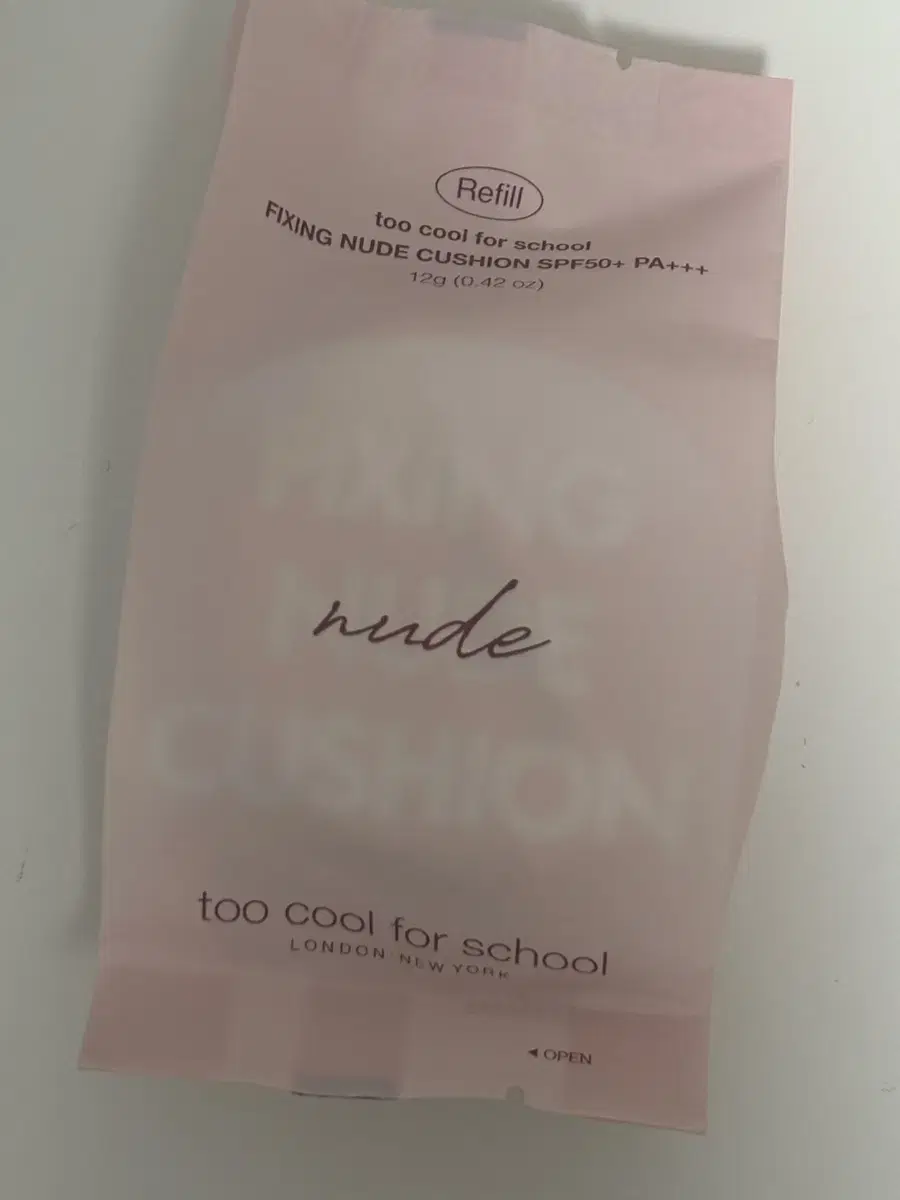 Refill
too cool for school
FIXING NUDE CUSHION SPF50+ PA+++
12g (0.42 oz)
FIXING
NUDE
nude
CUSHION
too cool for school
LONDON NEW YORK
◄ OPEN